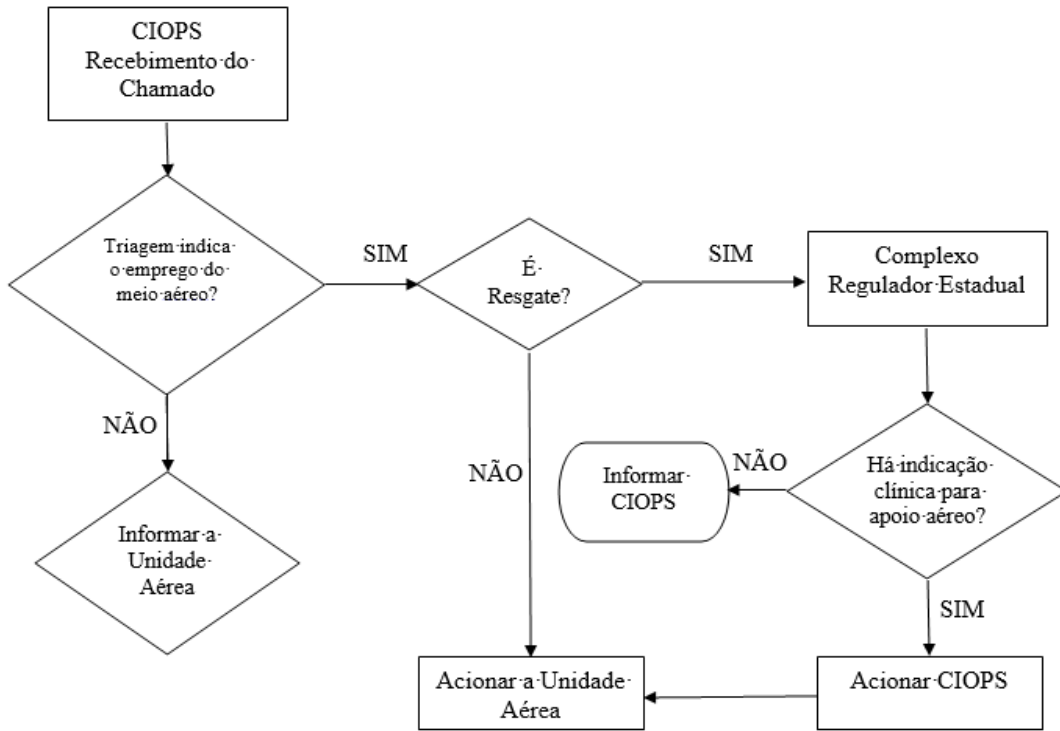 CIOPS
Recebimento·do·
Chamado
Triagem·indica·
o·emprego·do·
meio·aéreo?
SIM
É·
Resgate?
SIM
Complexo
Regulador·Estadual
NÃO
Informar·a·
Unidade·
Aérea
NÃO
Informar·
CIOPS
NÃO
Há·indicação·
clínica·para·
apoio·aéreo?
SIM
Acionar·a·Unidade·
Aérea
Acionar·CIOPS